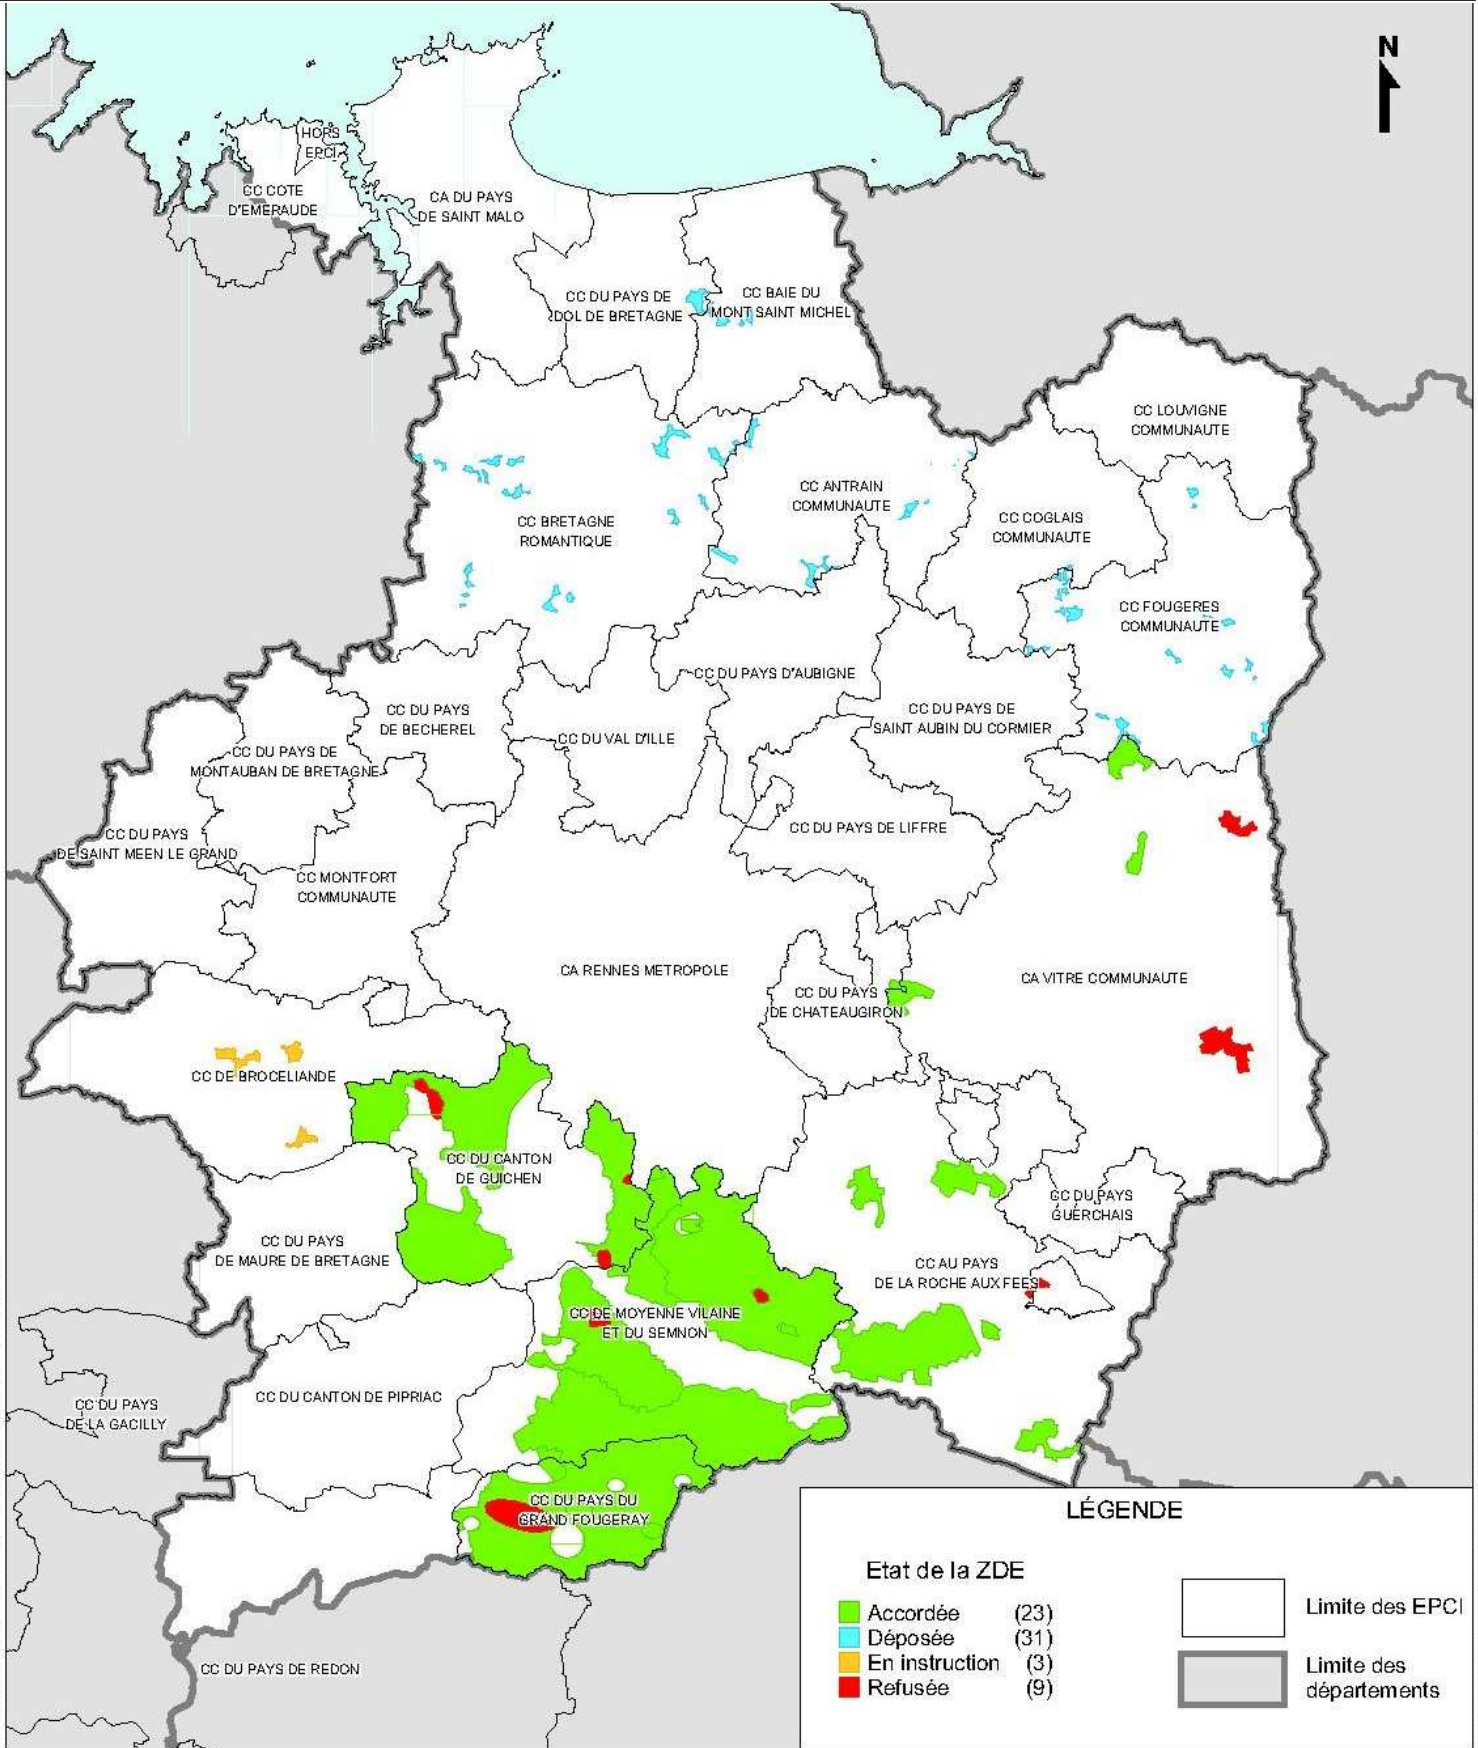 N
HORS
EPCI
CC COTE
D'EMERAUDE
CA DU PAYS
DE SAINT MALO
CC DU PAYS DE
DOL DE BRETAGNE
CC BAIE DU
MONT SAINT MICHEL
CC LOUVIGNE
COMMUNAUTE
CC ANTRAIN
COMMUNAUTE
CC COGLAIS
COMMUNAUTE
CC BRETAGNE
ROMANTIQUE
CC FOUGERES
COMMUNAUTE
CC DU PAYS D'AUBIGNE
CC DU PAYS
DE BECHEREL
CC DU PAYS DE
SAINT AUBIN DU CORMIER
CC DU VAL D'ILLE
CC DU PAYS DE
MONTAUBAN DE BRETAGNE
CC DU PAYS
DE SAINT MEEN LE GRAND
CC DU PAYS DE LIFFRE
CC MONTFORT
COMMUNAUTE
CA RENNES METROPOLE
CA VITRE COMMUNAUTE
CC DU PAYS
DE CHATEAUGIRON
CC DE BROCELIANDE
CC DU CANTON
DE GUICHEN
CC DU PAYS
GUERCHAIS
CC DU PAYS
DE MAURE DE BRETAGNE
CC AU PAYS
DE LA ROCHE AUX FEES
CC DE MOYENNE VILAINE
ET DU SEMNON
CC DU CANTON DE PIPRIAC
CC DU PAYS
DE LA GACILLY
CC DU PAYS DU
GRAND FOUGERAY
CC DU PAYS DE REDON
LÉGENDE
Etat de la ZDE
Accordée (23)
Déposée (31)
En instruction (3)
Refusée (9)
Limite des EPCI
Limite des
départements